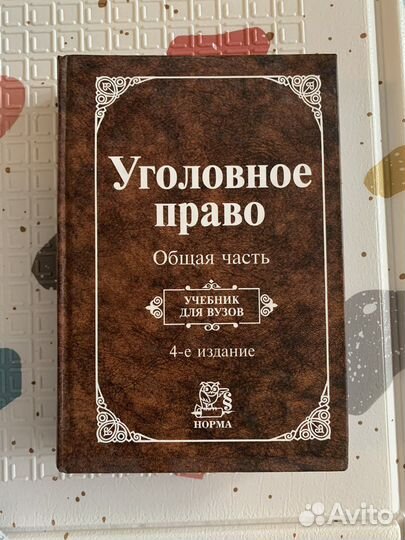 Уголовное
право
Общая часть
УЧЕБНИК
ДЛЯ ВУЗОВ
4-е издание
§
НОРМА
Avito